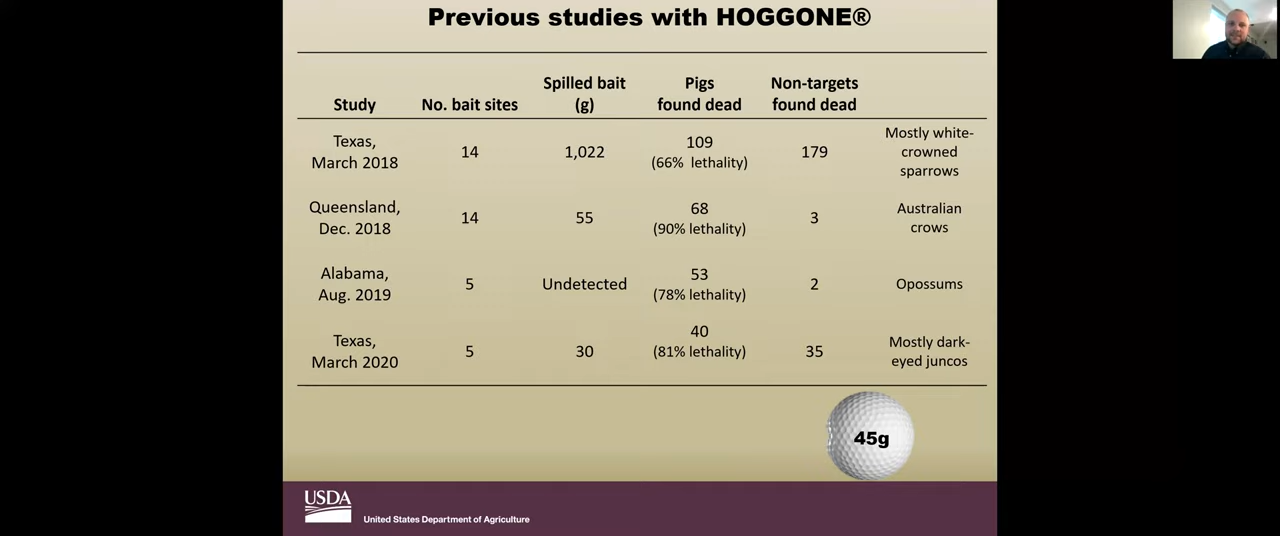 Previous studies with HOGGONE®
Study
No. bait sites
Spilled bait
(g)
Pigs
found dead
Non-targets
found dead
Texas,
March 2018
14
1,022
109
(66% lethality)
179
Mostly white-
crowned
sparrows
Queensland,
Dec. 2018
14
55
68
(90% lethality)
3
Australian
crows
Alabama,
Aug. 2019
5
Undetected
53
(78% lethality)
2
Opossums
Texas,
March 2020
5
30
40
(81% lethality)
35
Mostly dark-
eyed juncos
45g
USDA
United States Department of Agriculture